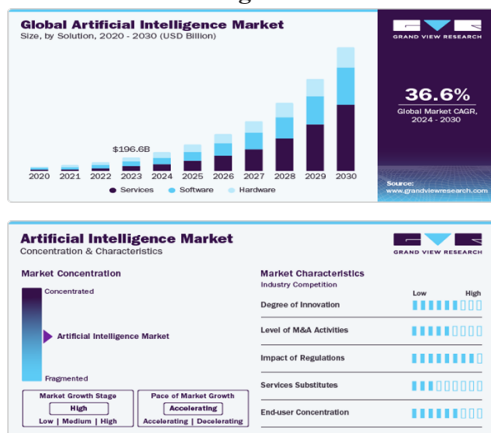 Global Artificial Intelligence Market
Size, by Solution, 2020 - 2030 (USD Billion)
$196.6B
2020 2021 2022 2023 2024 2025 2026 2027 2028 2029 2030
Services Software Hardware
GRAND VIEW RESEARCH
36.6%
Global Market CAGR,
2024 - 2030
Source:
www.grandviewresearch.com
Artificial Intelligence Market
Concentration & Characteristics
GRAND VIEW RESEARCH
Market Concentration
Concentrated
Artificial Intelligence Market
Fragmented
Market Growth Stage
High
Low | Medium | High
Pace of Market Growth
Accelerating
Accelerating | Decelerating
Market Characteristics
Industry Competition
Low High
Degree of Innovation
Level of M&A Activities
Impact of Regulations
Services Substitutes
End-user Concentration